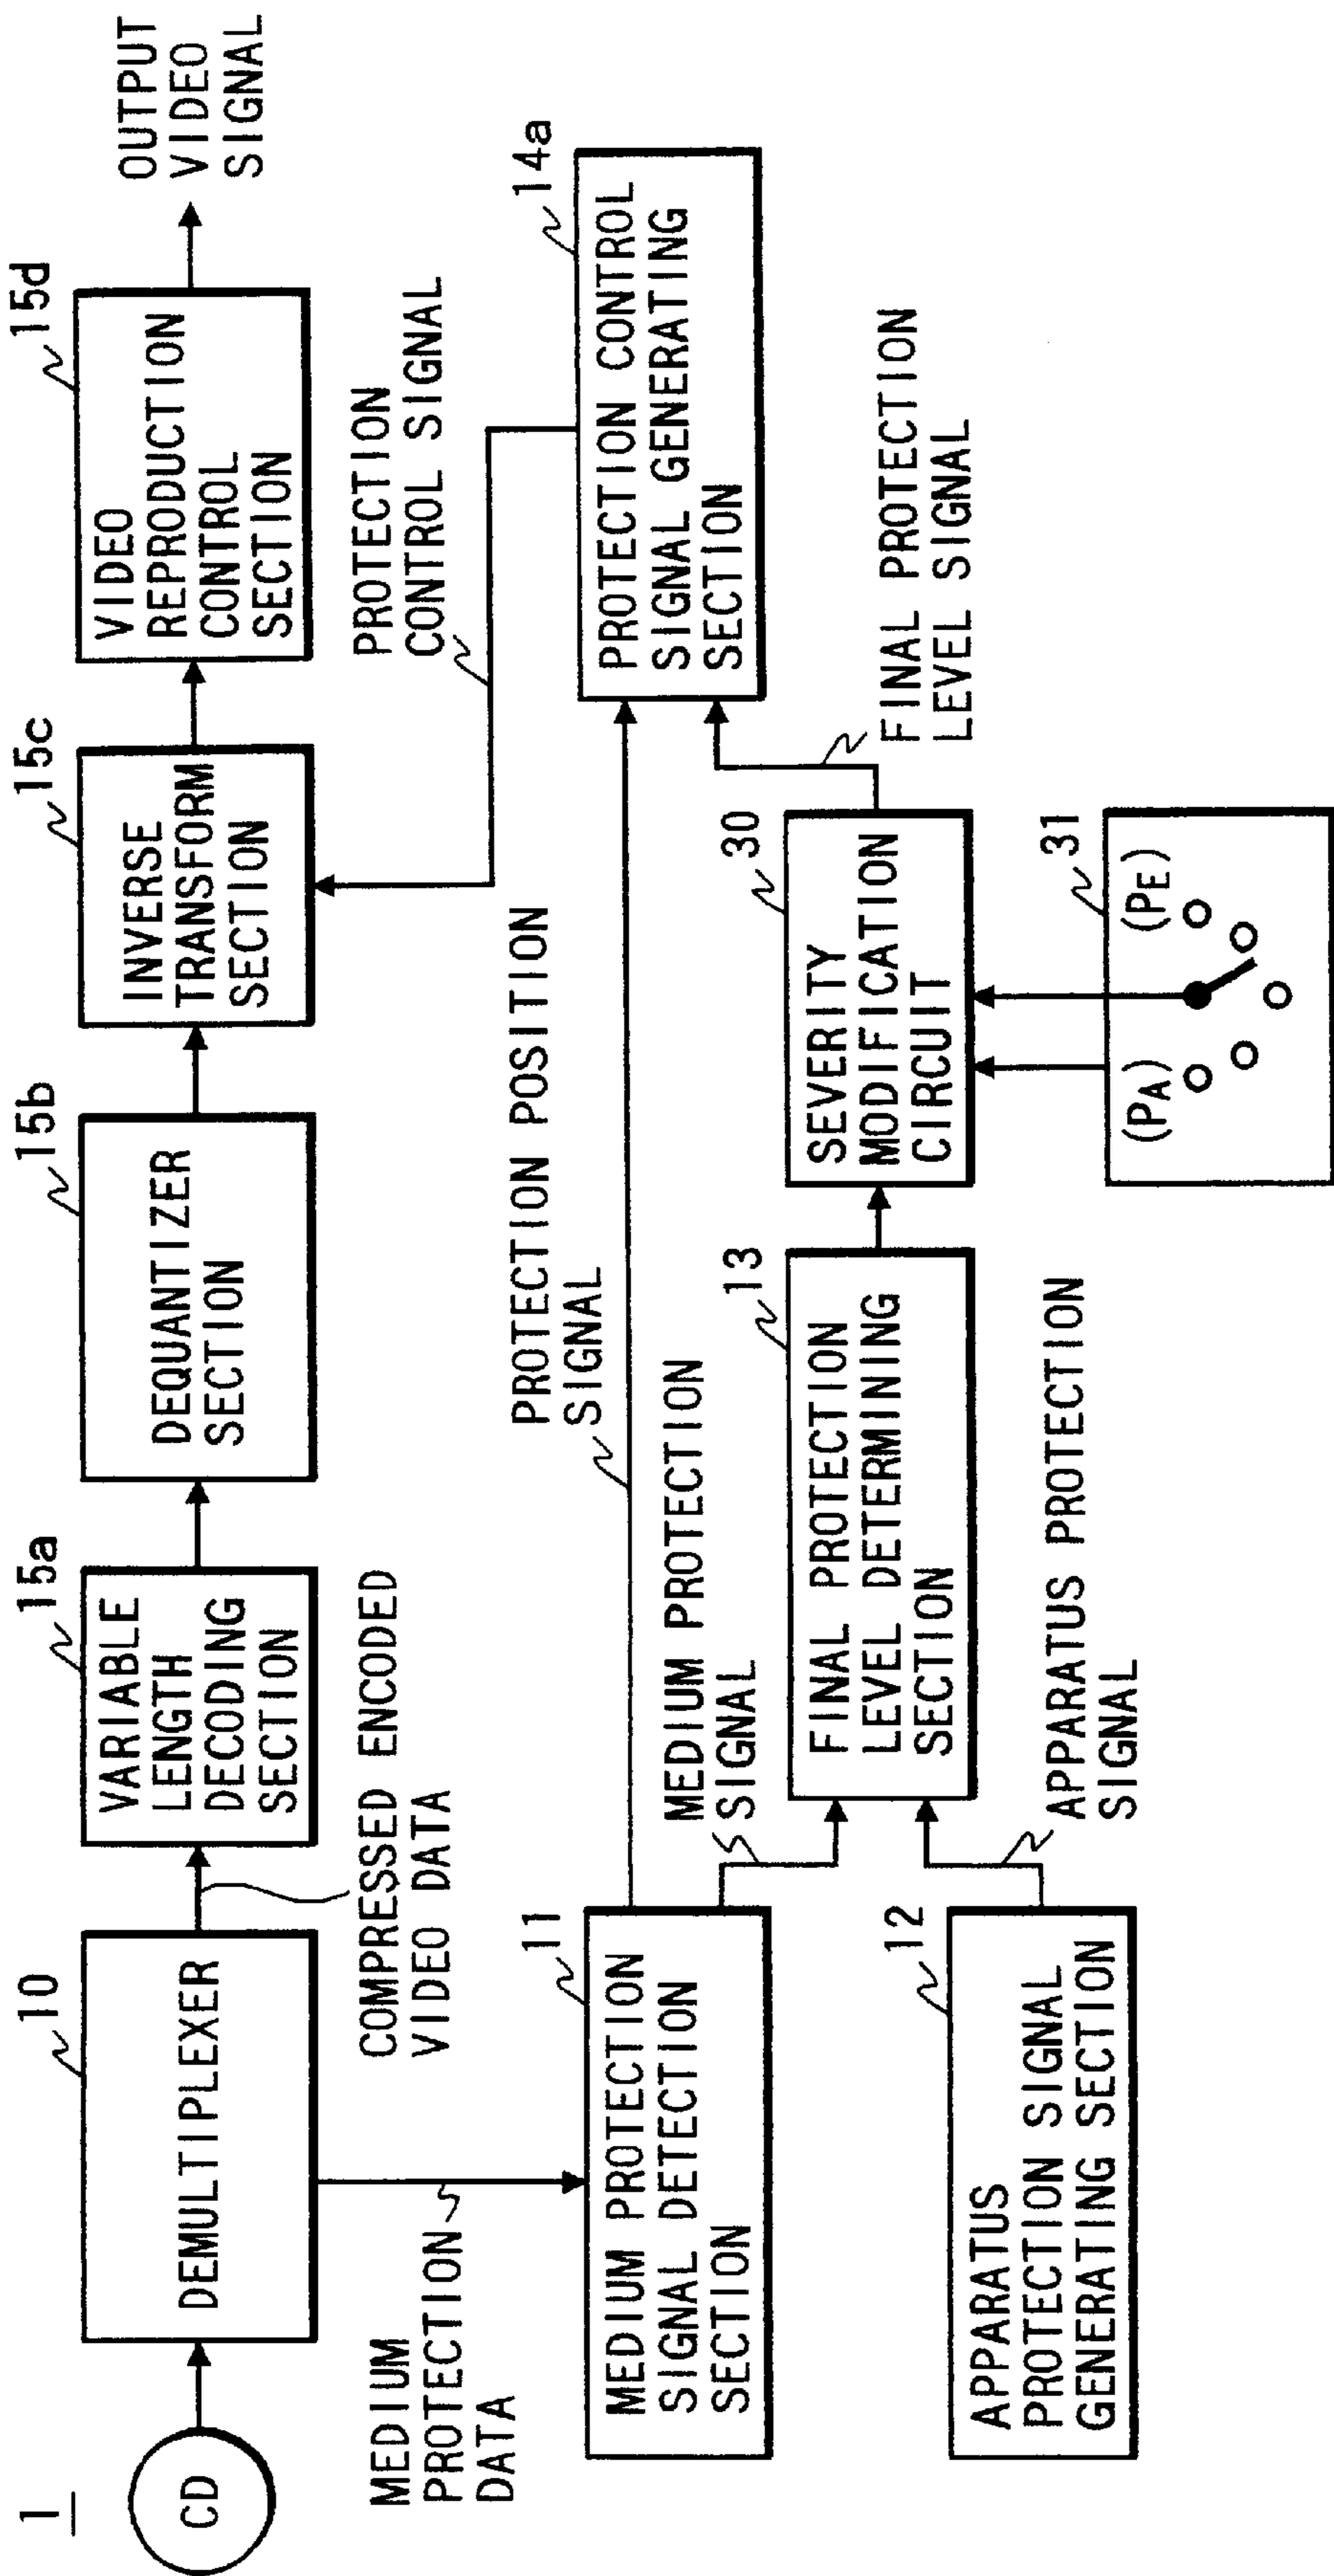 1
CD
10
DEMULTIPLEXER
15a
VARIABLE
LENGTH
DECODING
SECTION
15b
DEQUANTIZER
SECTION
15c
INVERSE
TRANSFORM
SECTION
15d
VIDEO
REPRODUCTION
CONTROL
SECTION
OUTPUT
VIDEO
SIGNAL
COMPRESSED ENCODED
VIDEO DATA
MEDIUM
PROTECTION
DATA
PROTECTION
CONTROL SIGNAL
PROTECTION POSITION
SIGNAL
11
MEDIUM PROTECTION
SIGNAL DETECTION
SECTION
MEDIUM PROTECTION
SIGNAL
14a
PROTECTION CONTROL
SIGNAL GENERATING
SECTION
13
FINAL PROTECTION
LEVEL DETERMINING
SECTION
30
SEVERITY
MODIFICATION
CIRCUIT
FINAL PROTECTION
LEVEL SIGNAL
12
APPARATUS
PROTECTION SIGNAL
GENERATING SECTION
APPARATUS PROTECTION
SIGNAL
31
(PA)
(PE)